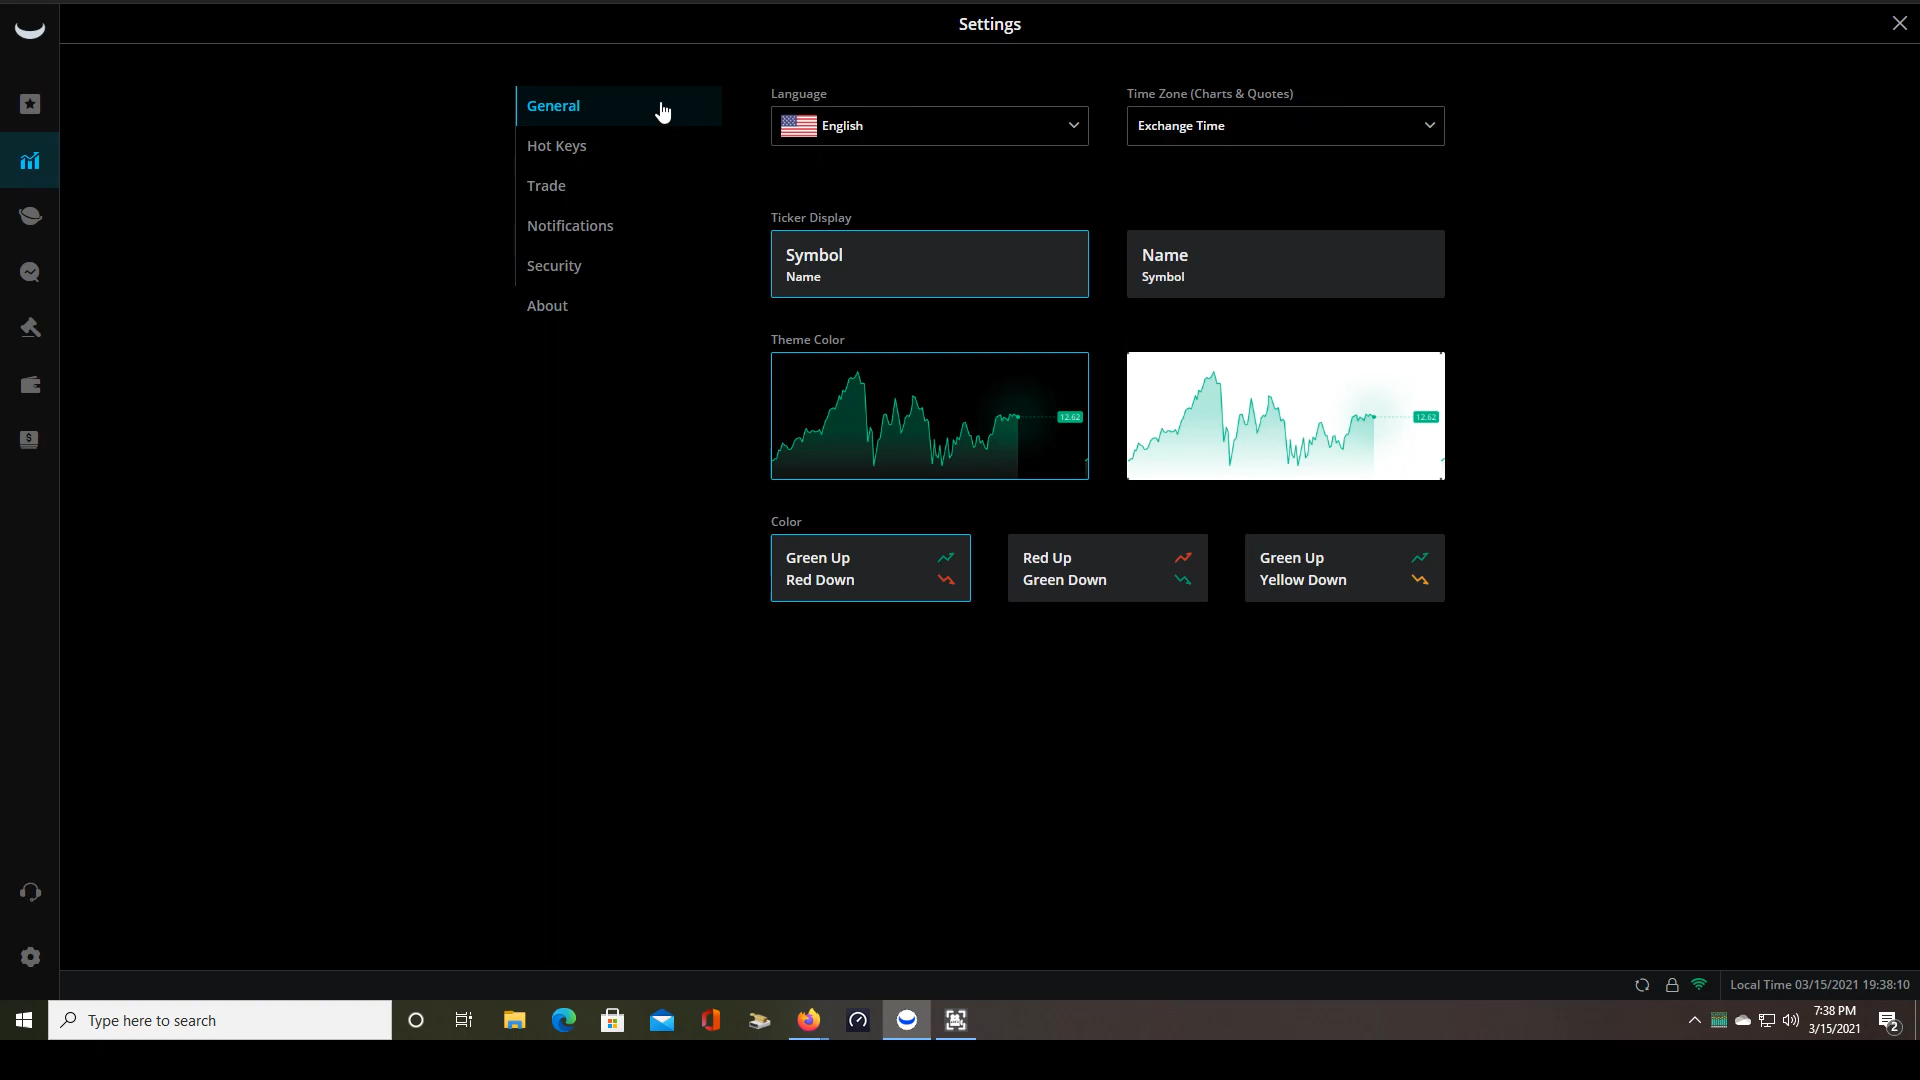 Settings
General
Hot Keys
Trade
Notifications
Security
About
Language
English
Time Zone (Charts & Quotes)
Exchange Time
Ticker Display
Symbol
Name
Name
Symbol
Theme Color
12.62
12.62
Color
Green Up
Red Down
Red Up
Green Down
Green Up
Yellow Down
Local Time 03/15/2021 19:38:10
Type here to search
7:38 PM
3/15/2021
2